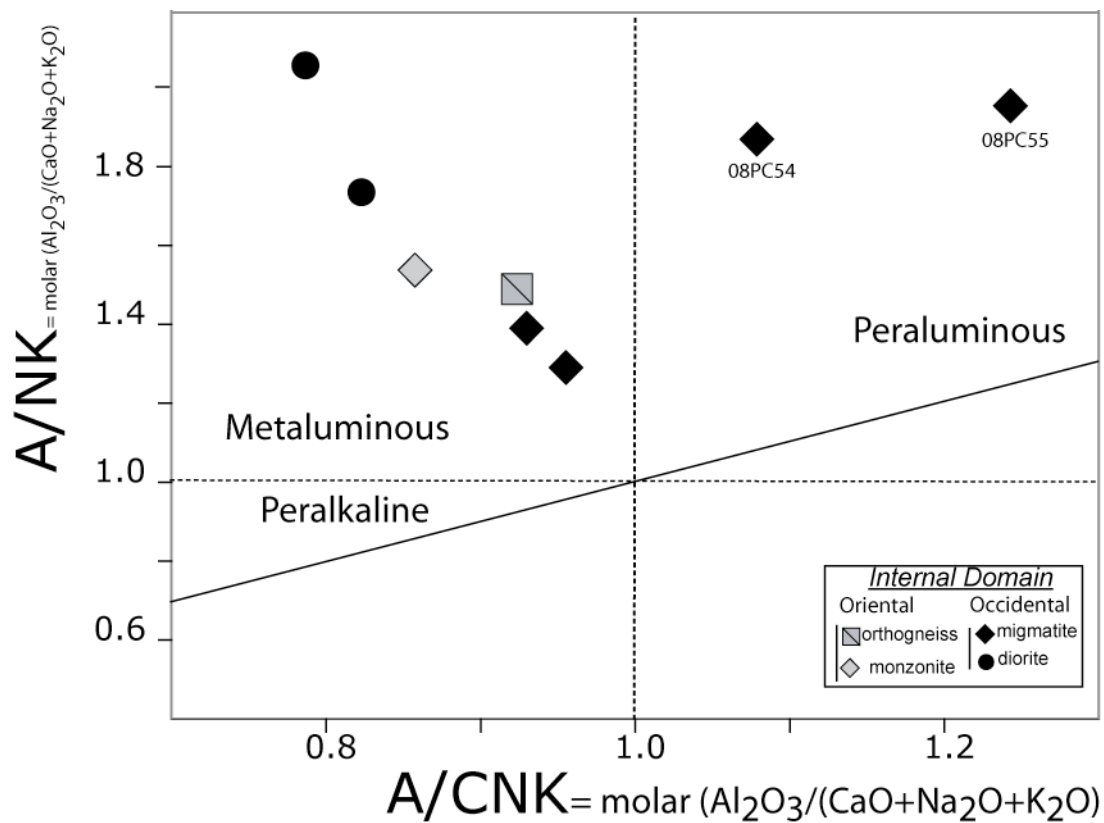 A/NK= molar (Al₂O₃/(CaO+Na₂O+K₂O)
1.8
1.4
1.0
0.6
08PC54
08PC55
Peraluminous
Metaluminous
Peralkaline
Internal Domain
Oriental
Occidental
orthogneiss
migmatite
monzonite
diorite
0.8
1.0
1.2
A/CNK= molar (Al₂O₃/(CaO+Na₂O+K₂O)